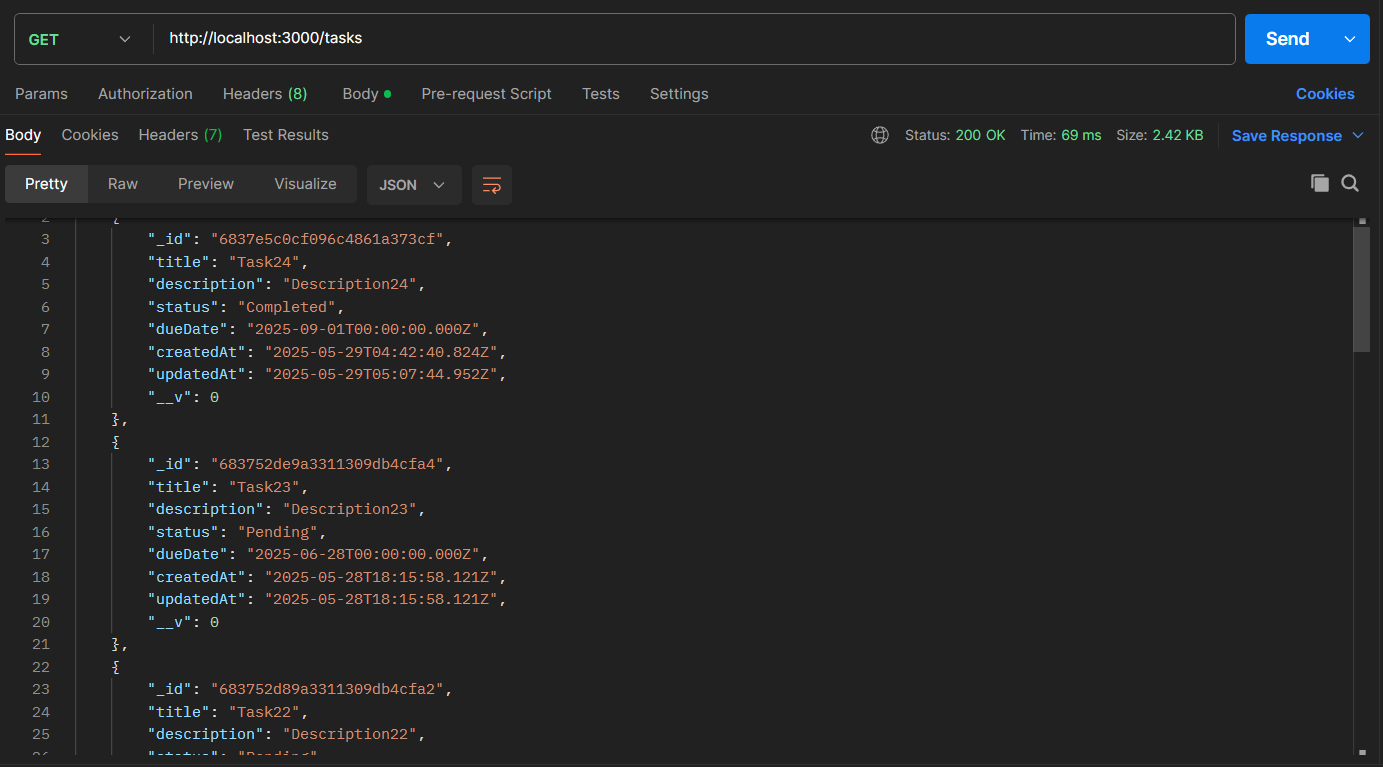 GET http://localhost:3000/tasks Send
Params Authorization Headers (8) Body Pre-request Script Tests Settings Cookies
Body Cookies Headers (7) Test Results Status: 200 OK Time: 69 ms Size: 2.42 KB Save Response
Pretty Raw Preview Visualize JSON
2 {
3 "_id": "6837e5c0cf096c4861a373cf",
4 "title": "Task24",
5 "description": "Description24",
6 "status": "Completed",
7 "dueDate": "2025-09-01T00:00:00.000Z",
8 "createdAt": "2025-05-29T04:42:40.824Z",
9 "updatedAt": "2025-05-29T05:07:44.952Z",
10 "__v": 0
11 },
12 {
13 "_id": "683752de9a3311309db4cfa4",
14 "title": "Task23",
15 "description": "Description23",
16 "status": "Pending",
17 "dueDate": "2025-06-28T00:00:00.000Z",
18 "createdAt": "2025-05-28T18:15:58.121Z",
19 "updatedAt": "2025-05-28T18:15:58.121Z",
20 "__v": 0
21 },
22 {
23 "_id": "683752d89a3311309db4cfa2",
24 "title": "Task22",
25 "description": "Description22",
26 "status": "Pending"